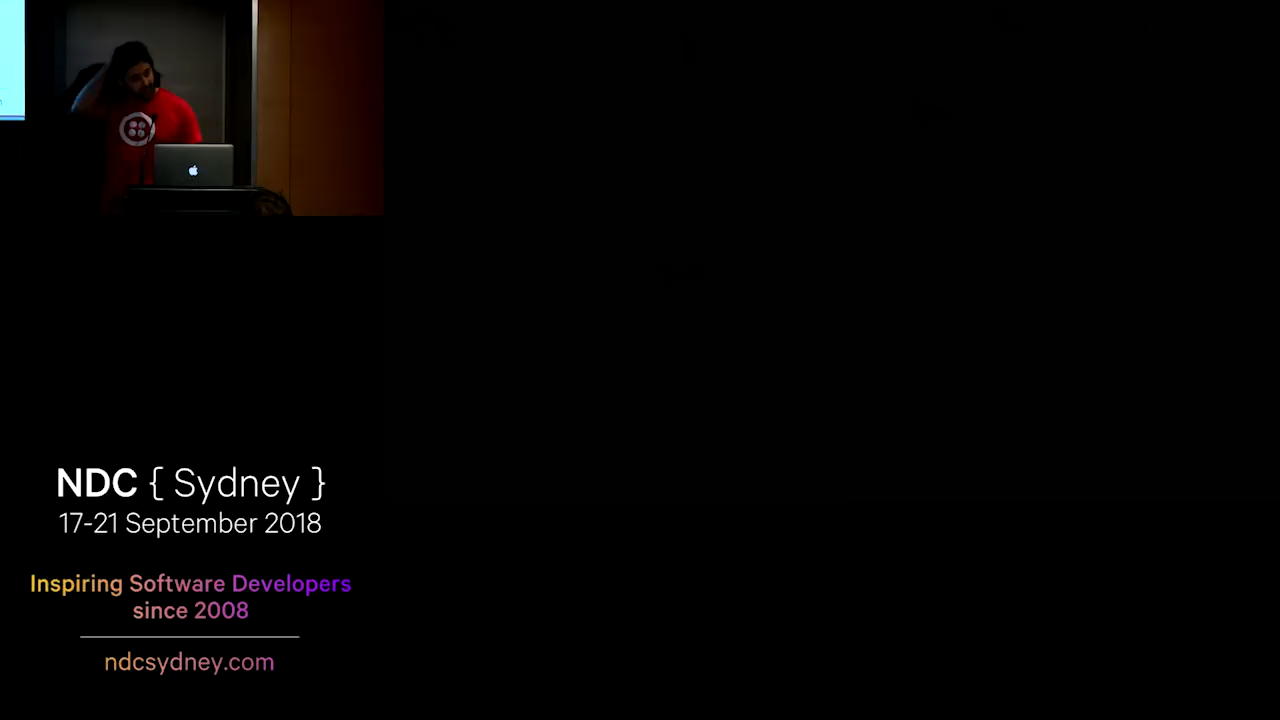 NDC { Sydney }
17-21 September 2018
Inspiring Software Developers
since 2008
ndcsydney.com